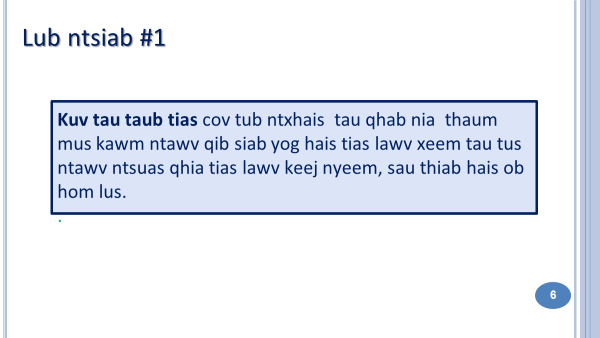 Lub ntsiab #1
Kuv tau taub tias cov tub ntxhais tau qhab nia thaum
mus kawm ntawv qib siab yog hais tias lawv xeem tau tus
ntawv ntsuas qhia tias lawv keej nyeem, sau thiab hais ob
hom lus.
.
6